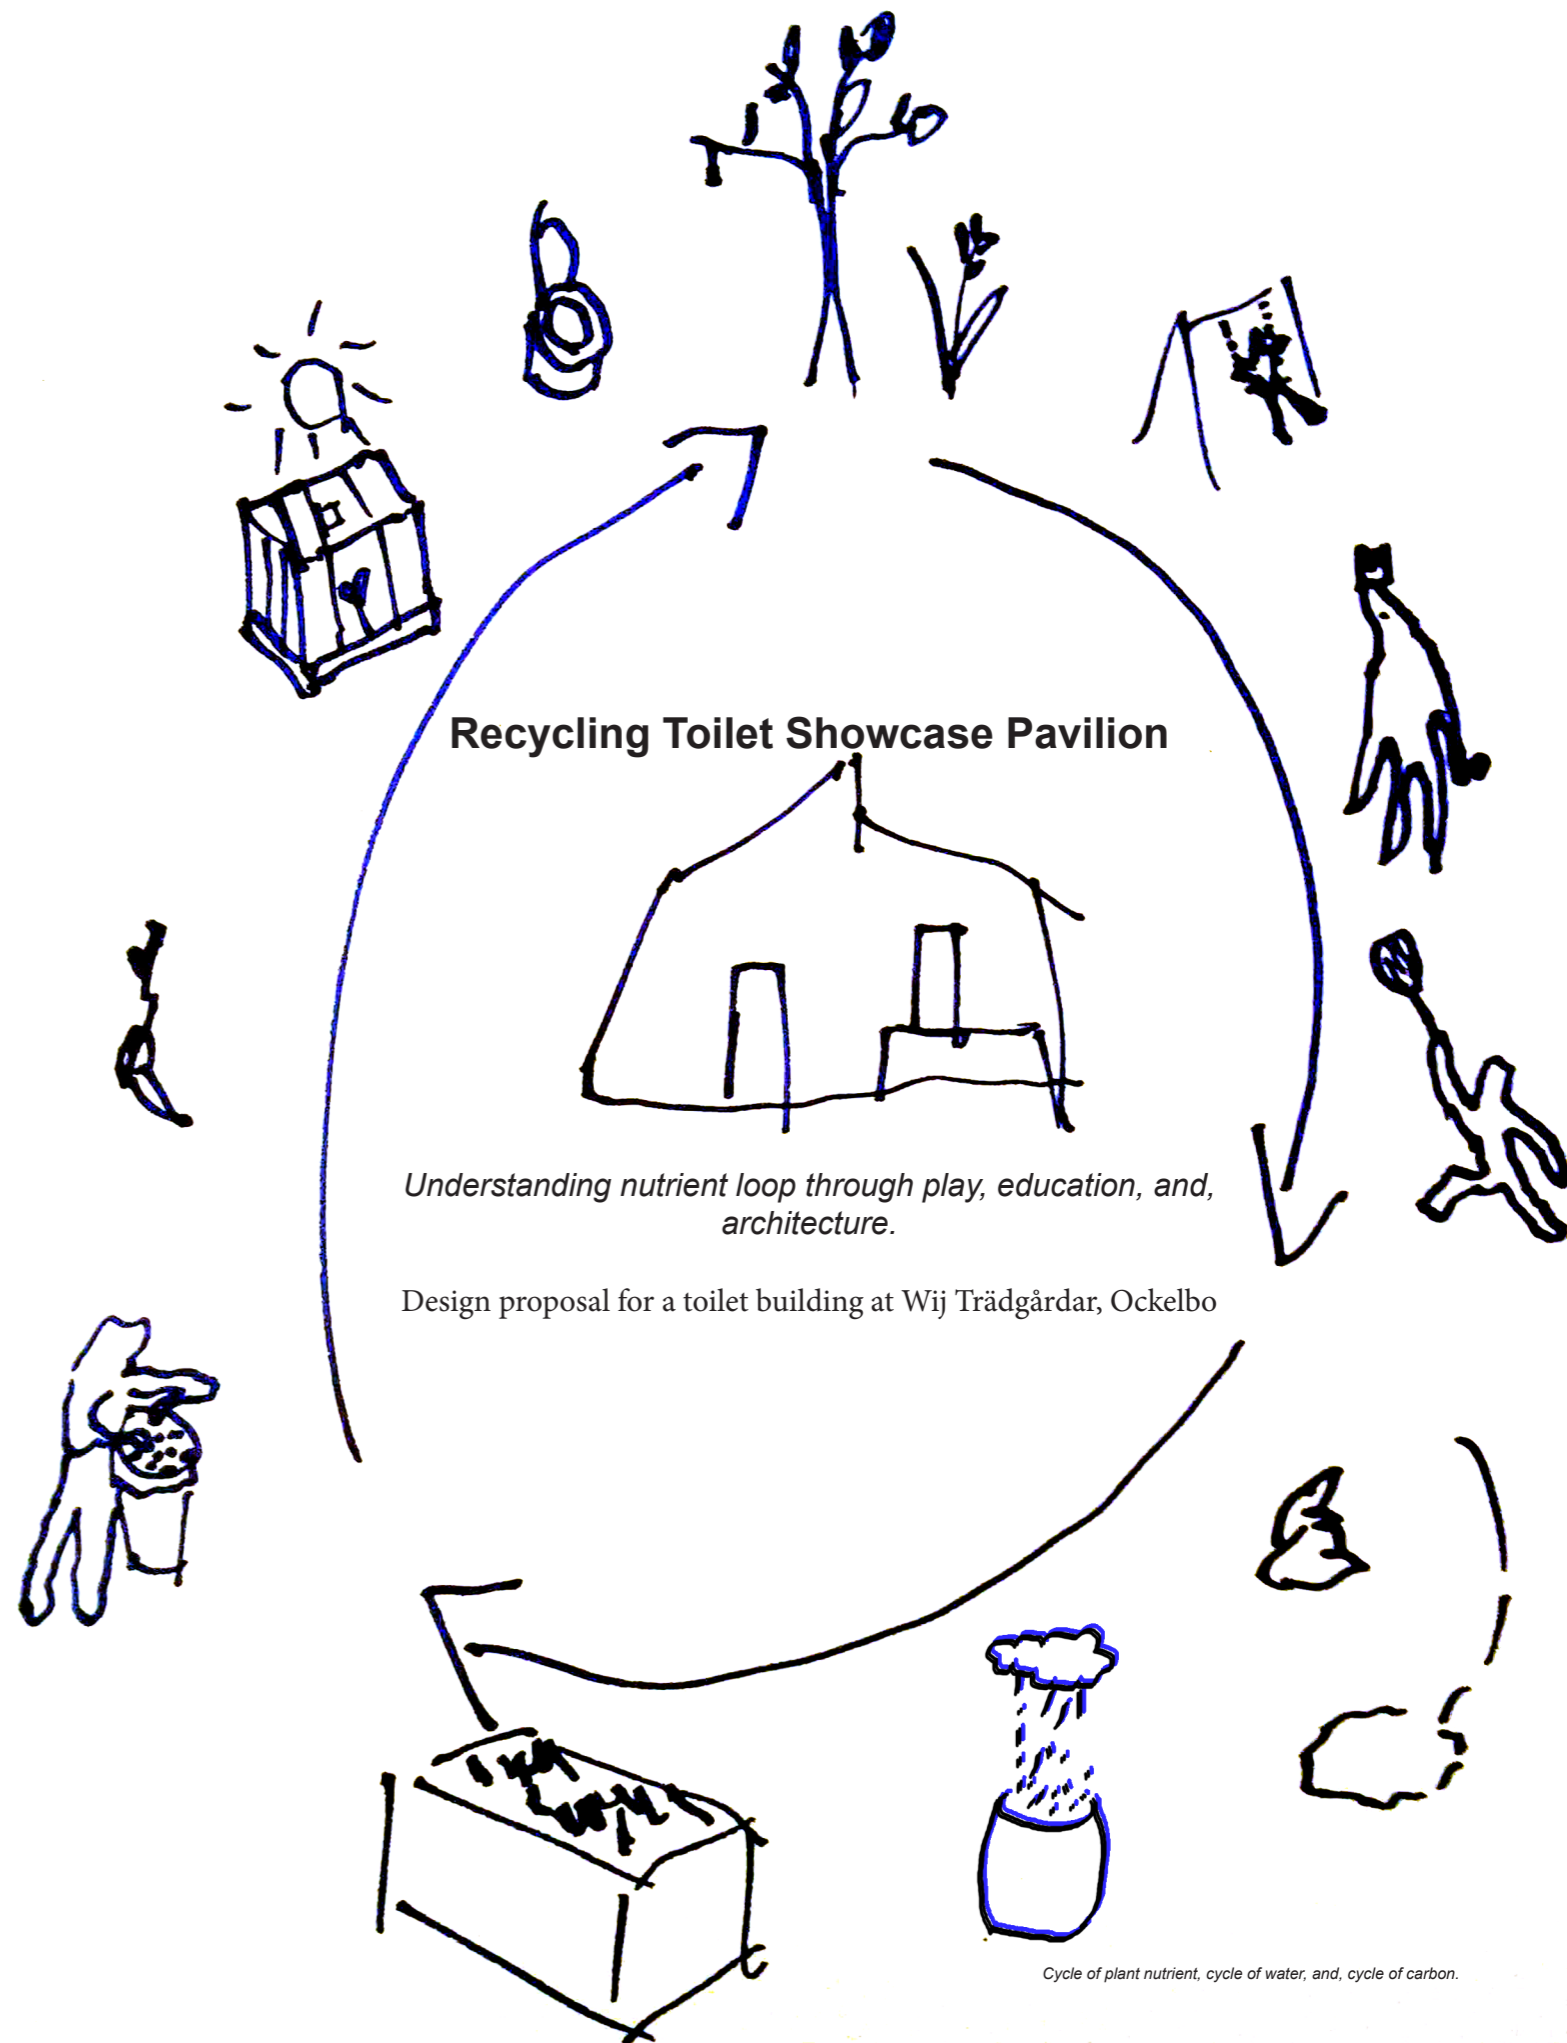 Recycling Toilet Showcase Pavilion
Understanding nutrient loop through play, education, and,
architecture.
Design proposal for a toilet building at Wij Trädgårdar, Ockelbo
Cycle of plant nutrient, cycle of water, and, cycle of carbon.